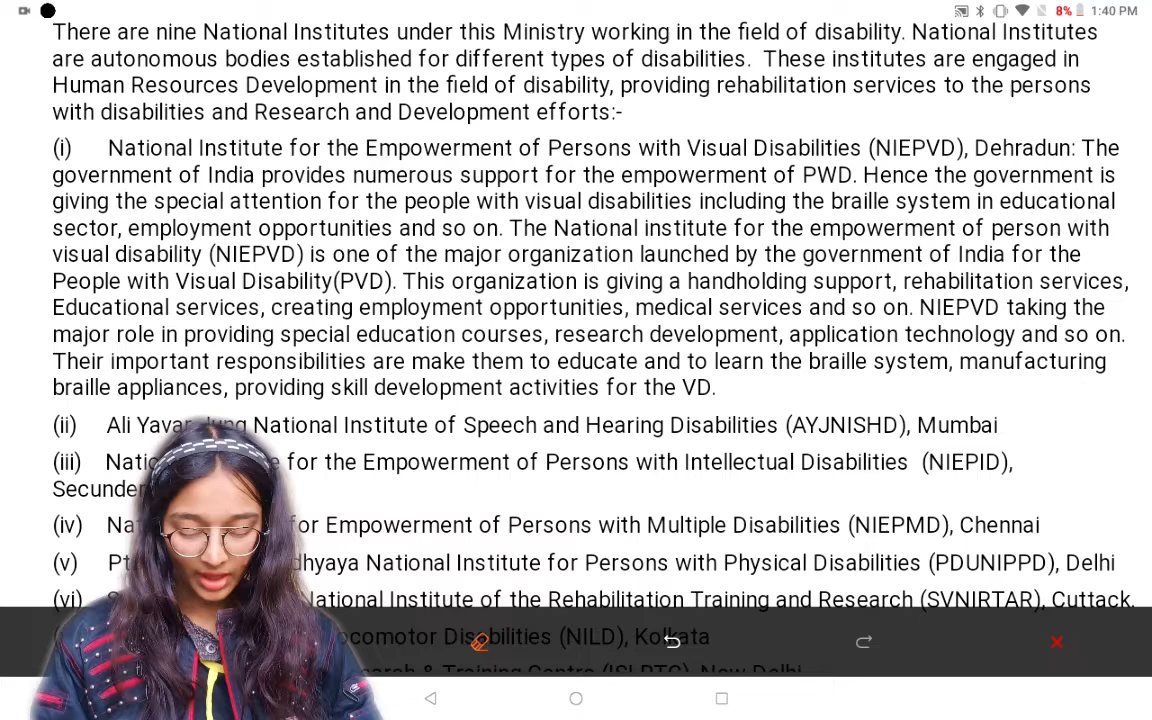 8% 1:40 PM
There are nine National Institutes under this Ministry working in the field of disability. National Institutes
are autonomous bodies established for different types of disabilities. These institutes are engaged in
Human Resources Development in the field of disability, providing rehabilitation services to the persons
with disabilities and Research and Development efforts:-
(i) National Institute for the Empowerment of Persons with Visual Disabilities (NIEPVD), Dehradun: The
government of India provides numerous support for the empowerment of PWD. Hence the government is
giving the special attention for the people with visual disabilities including the braille system in educational
sector, employment opportunities and so on. The National institute for the empowerment of person with
visual disability (NIEPVD) is one of the major organization launched by the government of India for the
People with Visual Disability(PVD). This organization is giving a handholding support, rehabilitation services,
Educational services, creating employment opportunities, medical services and so on. NIEPVD taking the
major role in providing special education courses, research development, application technology and so on.
Their important responsibilities are make them to educate and to learn the braille system, manufacturing
braille appliances, providing skill development activities for the VD.
(ii) Ali Yavar Jung National Institute of Speech and Hearing Disabilities (AYJNISHD), Mumbai
(iii) for the Empowerment of Persons with Intellectual Disabilities (NIEPID),
(iv) for Empowerment of Persons with Multiple Disabilities (NIEPMD), Chennai
(v) National Institute for Persons with Physical Disabilities (PDUNIPPD), Delhi
(vi) National Institute of the Rehabilitation Training and Research (SVNIRTAR), Cuttack.
Locomotor Disabilities (NILD), Kolkata
& Training Centre (ISLRTC), New Delhi